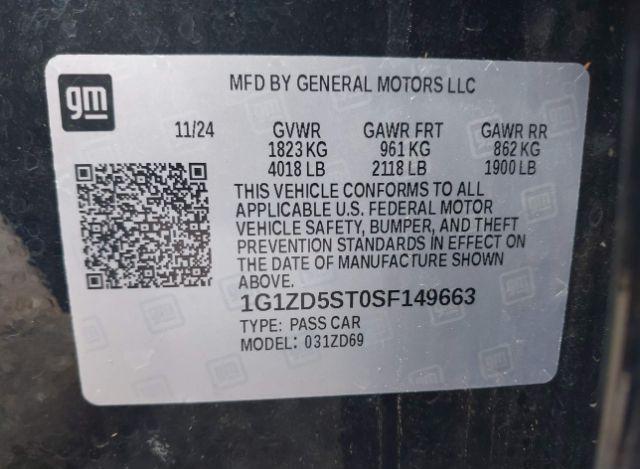 gm
MFD BY GENERAL MOTORS LLC
11/24 GVWR GAWR FRT GAWR RR
1823 KG 961 KG 862 KG
4018 LB 2118 LB 1900 LB
THIS VEHICLE CONFORMS TO ALL
APPLICABLE U.S. FEDERAL MOTOR
VEHICLE SAFETY, BUMPER, AND THEFT
PREVENTION STANDARDS IN EFFECT ON
THE DATE OF MANUFACTURE SHOWN
ABOVE.
1G1ZD5ST0SF149663
TYPE: PASS CAR
MODEL: 031ZD69